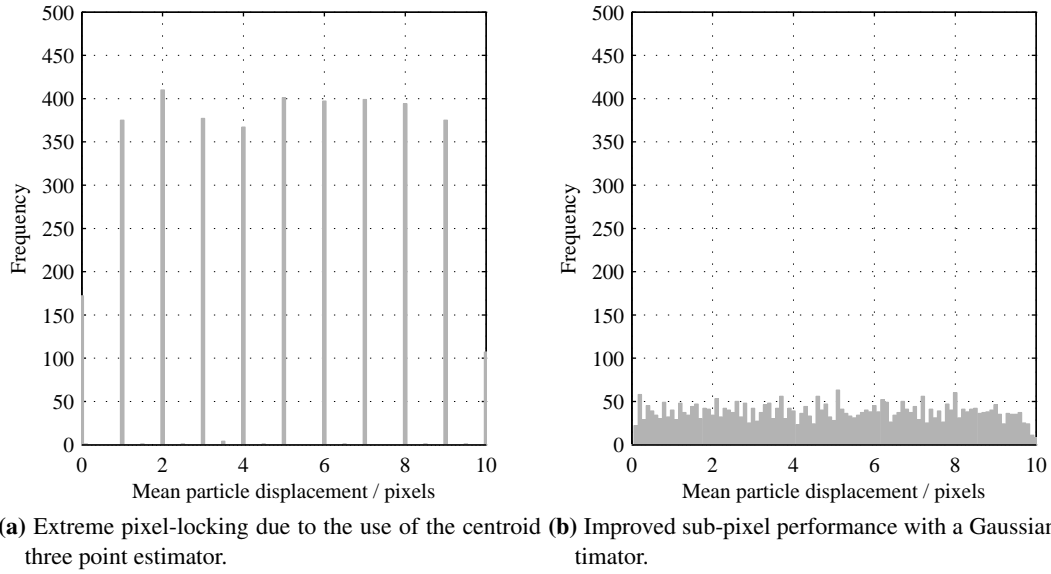 500
450
400
350
300
250
200
150
100
50
0
Frequency
0 2 4 6 8 10
Mean particle displacement / pixels
500
450
400
350
300
250
200
150
100
50
0
Frequency
0 2 4 6 8 10
Mean particle displacement / pixels
(a) Extreme pixel-locking due to the use of the centroid
three point estimator.
(b) Improved sub-pixel performance with a Gaussian
timator.